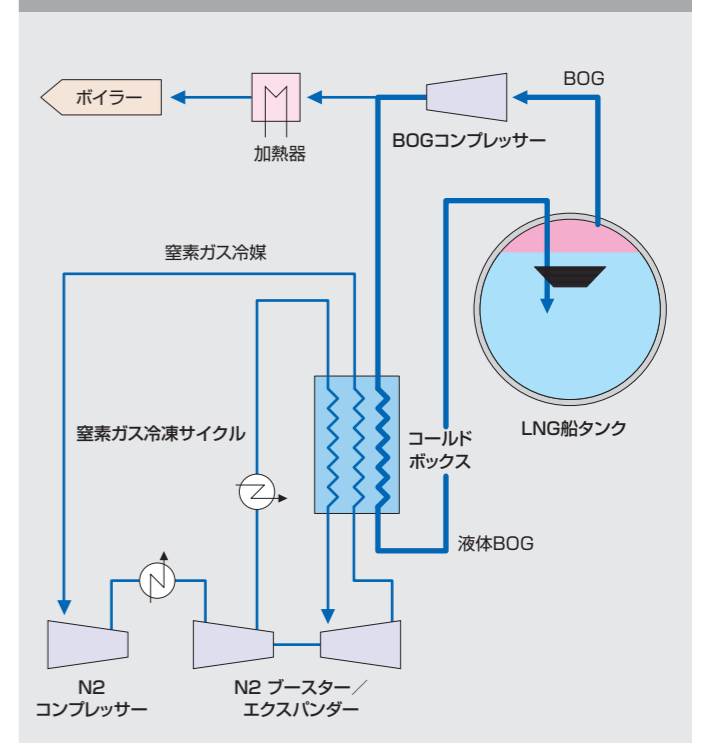 BOG
ボイラー
BOGコンプレッサー
加熱器
窒素ガス冷媒
窒素ガス冷凍サイクル
コールド
ボックス
LNG船タンク
液体BOG
N2
コンプレッサー
N2 ブースター／
エクスパンダー